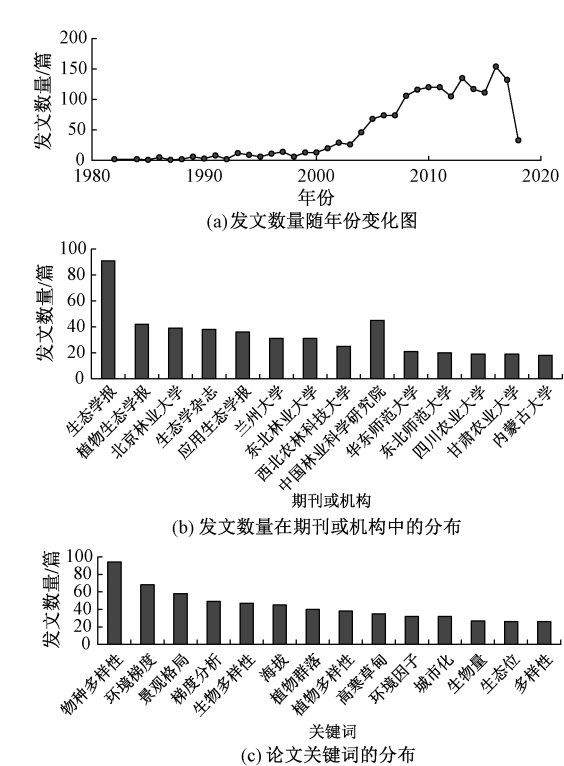 200
150
100
50
0
发文数量/篇
1980 1990 2000 2010 2020
年份
(a) 发文数量随年份变化图
100
80
60
40
20
0
发文数量/篇
生态学报
植物生态学报
北京林业大学
生态学杂志
应用生态学报
兰州大学
东北林业大学
西北农林科技大学
中国林业科学研究院
华东师范大学
东北师范大学
四川农业大学
甘肃农业大学
内蒙古大学
期刊或机构
(b) 发文数量在期刊或机构中的分布
100
80
60
40
20
0
发文数量/篇
物种多样性
环境梯度
景观格局
梯度分析
生物多样性
海拔
植物群落
植物多样性
高寒草甸
环境因子
城市化
生物量
生态位
多样性
关键词
(c) 论文关键词的分布